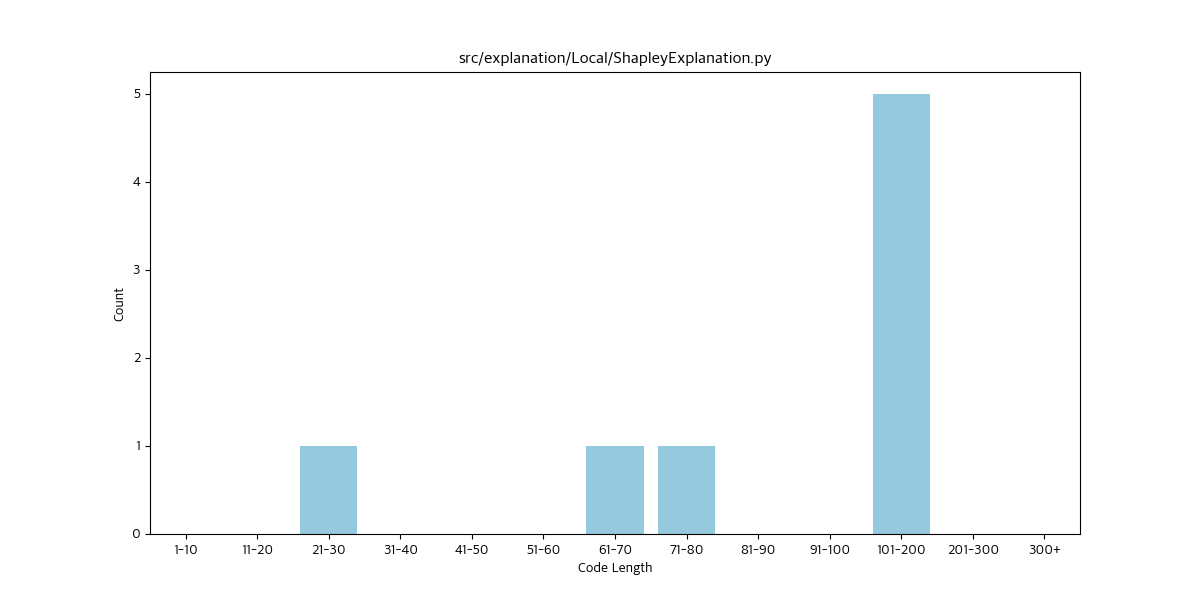 src/explanation/Local/ShapleyExplanation.py
5
4
3
2
1
0
Count
1-10 11-20 21-30 31-40 41-50 51-60 61-70 71-80 81-90 91-100 101-200 201-300 300+
Code Length